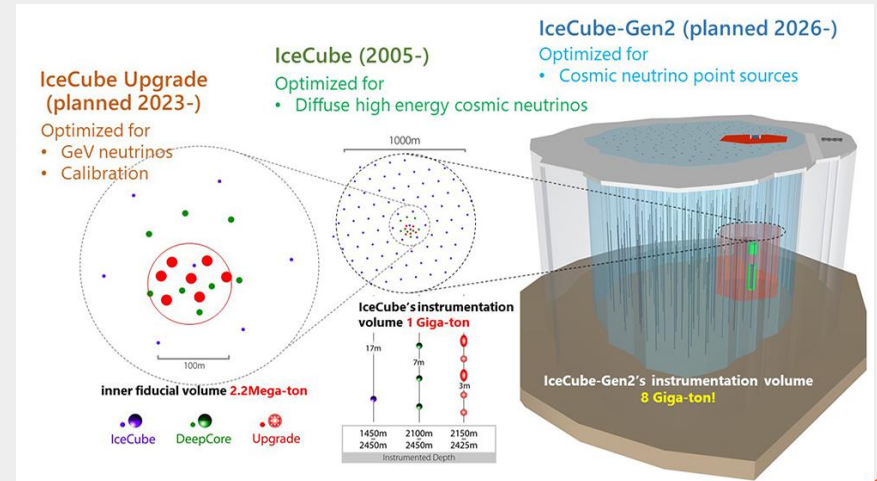 IceCube Upgrade
(planned 2023-)
Optimized for
• GeV neutrinos
• Calibration
100m
inner fiducial volume 2.2Mega-ton
IceCube
DeepCore
Upgrade
IceCube (2005-)
Optimized for
• Diffuse high energy cosmic neutrinos
1000m
IceCube's instrumentation
volume 1 Giga-ton
17m
7m
3m
1450m
2450m
2100m
2450m
2150m
2425m
Instrumented Depth
IceCube-Gen2 (planned 2026-)
Optimized for
• Cosmic neutrino point sources
IceCube-Gen2's instrumentation volume
8 Giga-ton!